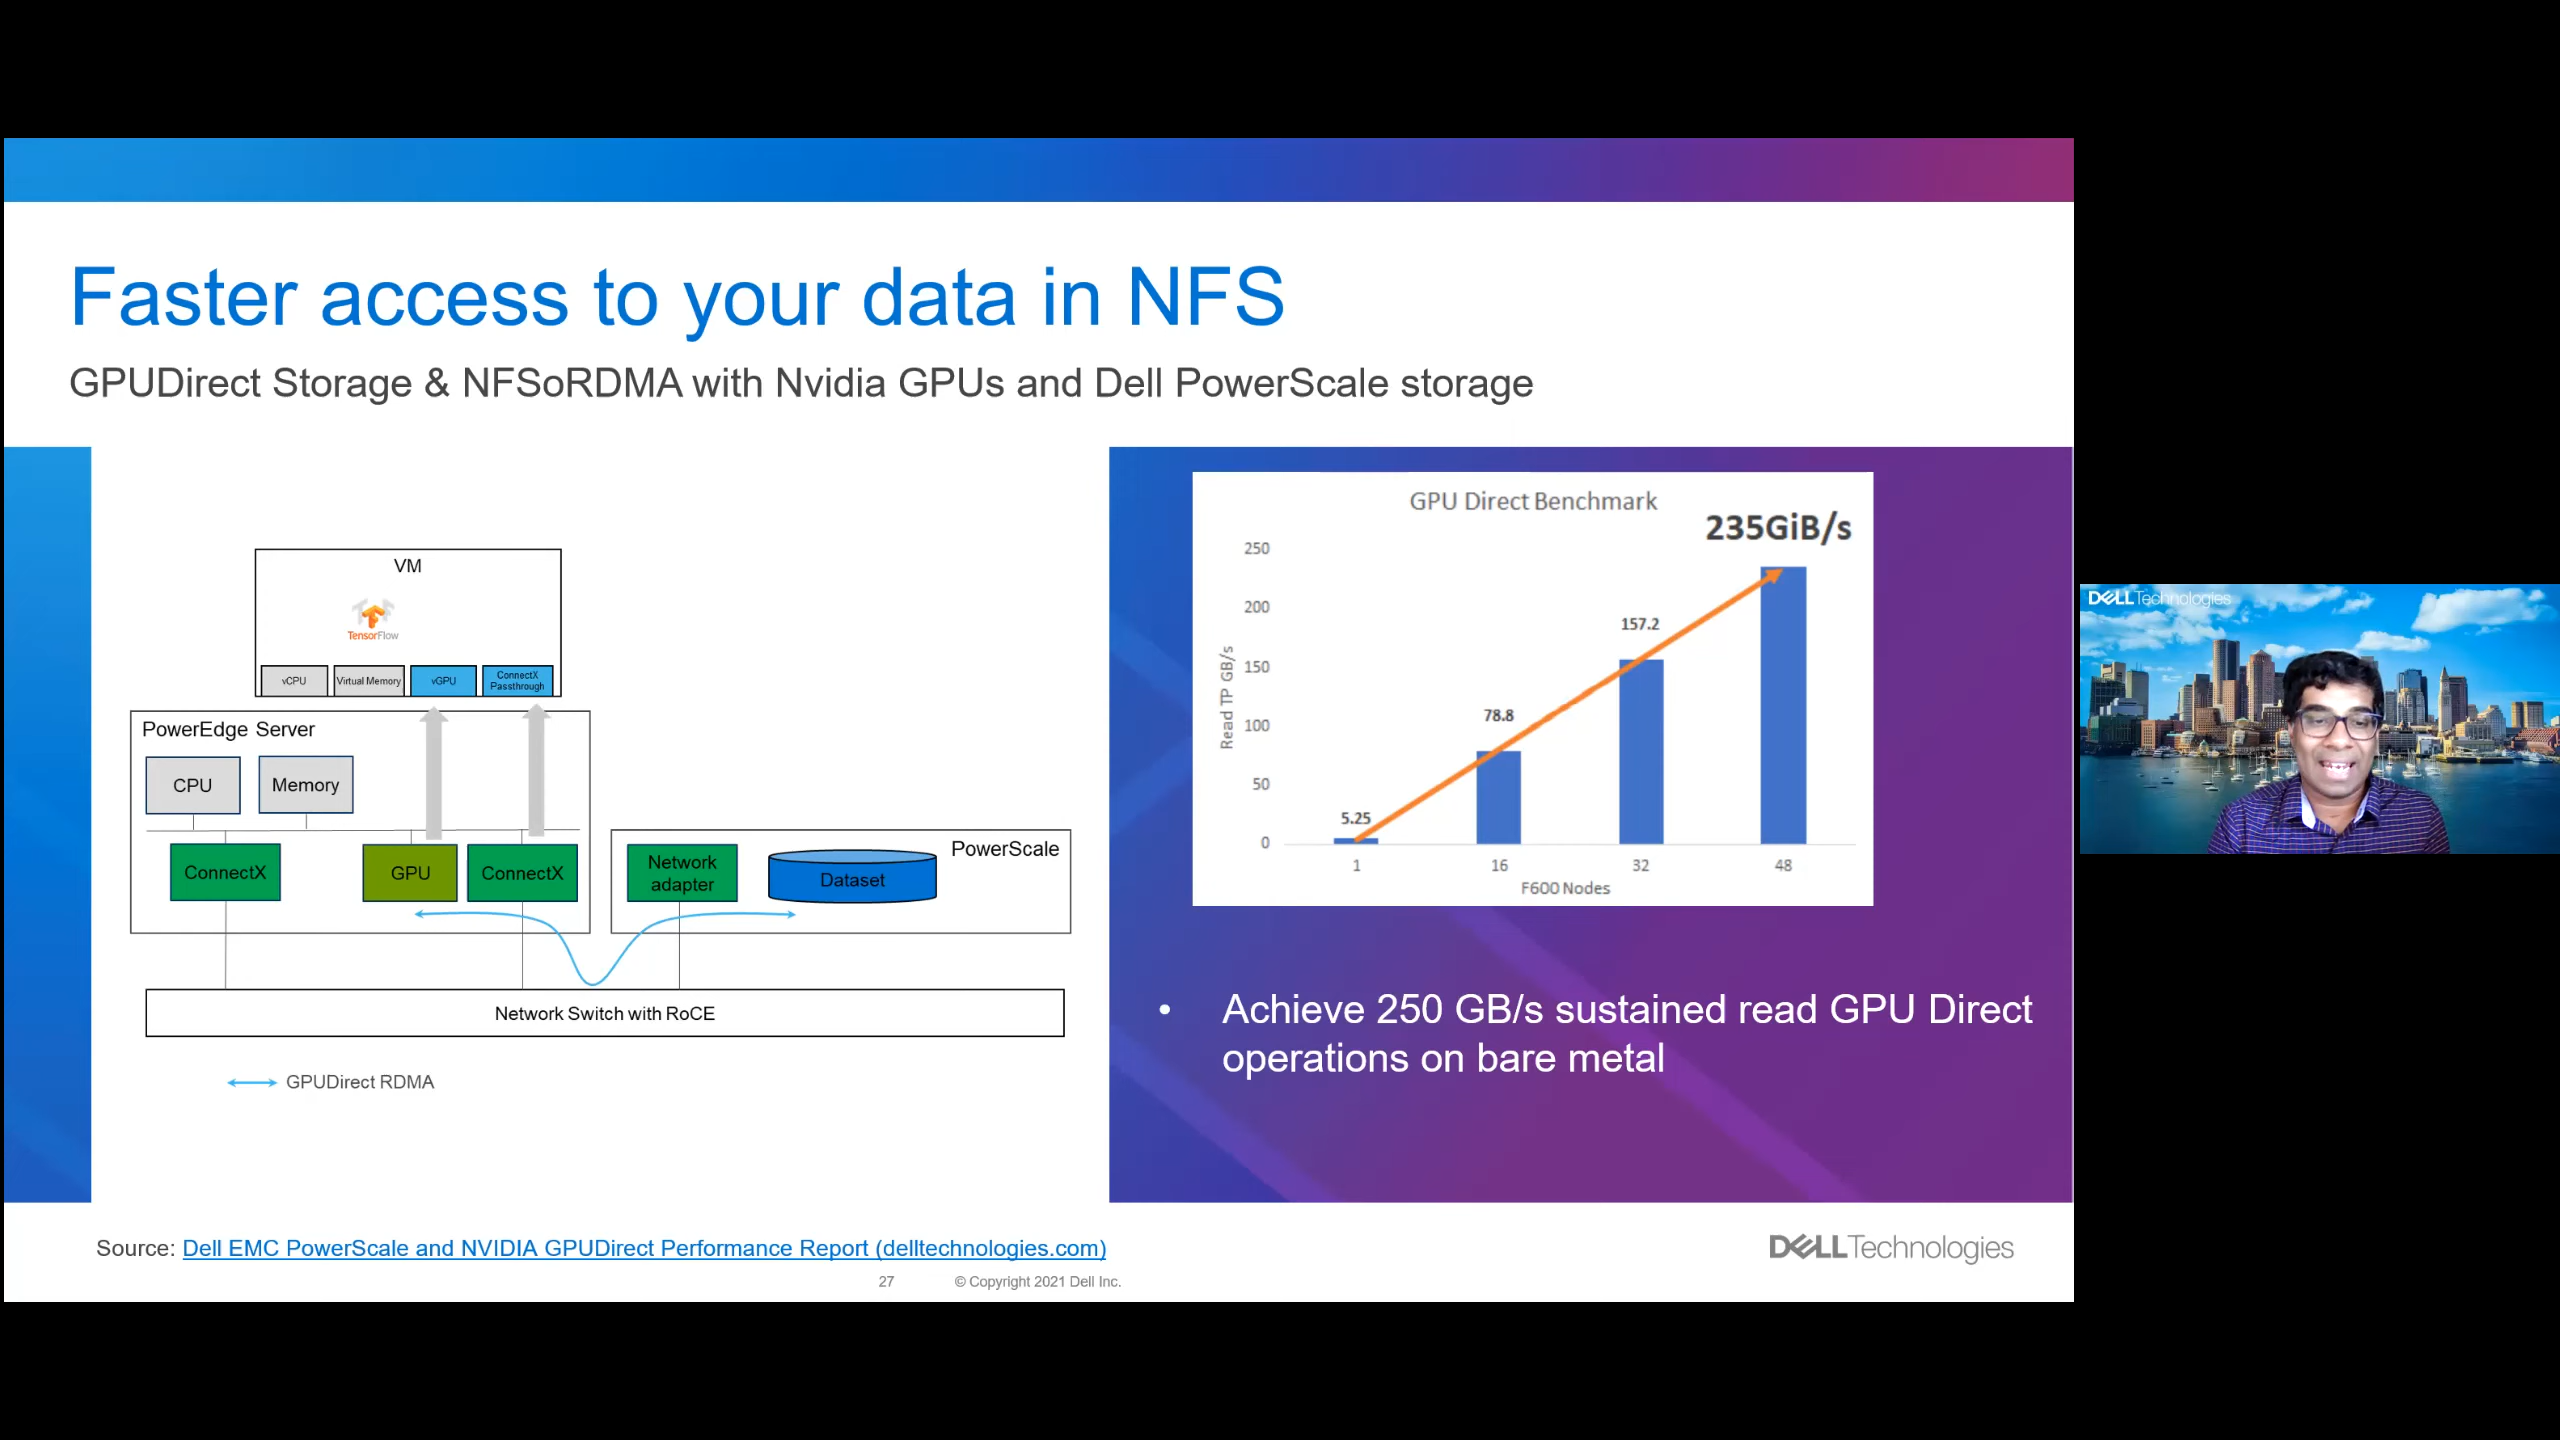 Faster access to your data in NFS
GPUDirect Storage & NFSoRDMA with Nvidia GPUs and Dell PowerScale storage
VM
TensorFlow
vCPU
Virtual Memory
vGPU
ConnectX
Passthrough
PowerEdge Server
CPU
Memory
ConnectX
GPU
ConnectX
Network
adapter
Dataset
PowerScale
Network Switch with RoCE
GPUDirect RDMA
GPU Direct Benchmark
235GiB/s
Read TP GB/s
250
200
150
100
50
0
5.25
78.8
157.2
1
16
32
48
F600 Nodes
• Achieve 250 GB/s sustained read GPU Direct
operations on bare metal
Source: Dell EMC PowerScale and NVIDIA GPUDirect Performance Report (delltechnologies.com)
27
© Copyright 2021 Dell Inc.
DELL Technologies
DELL Technologies